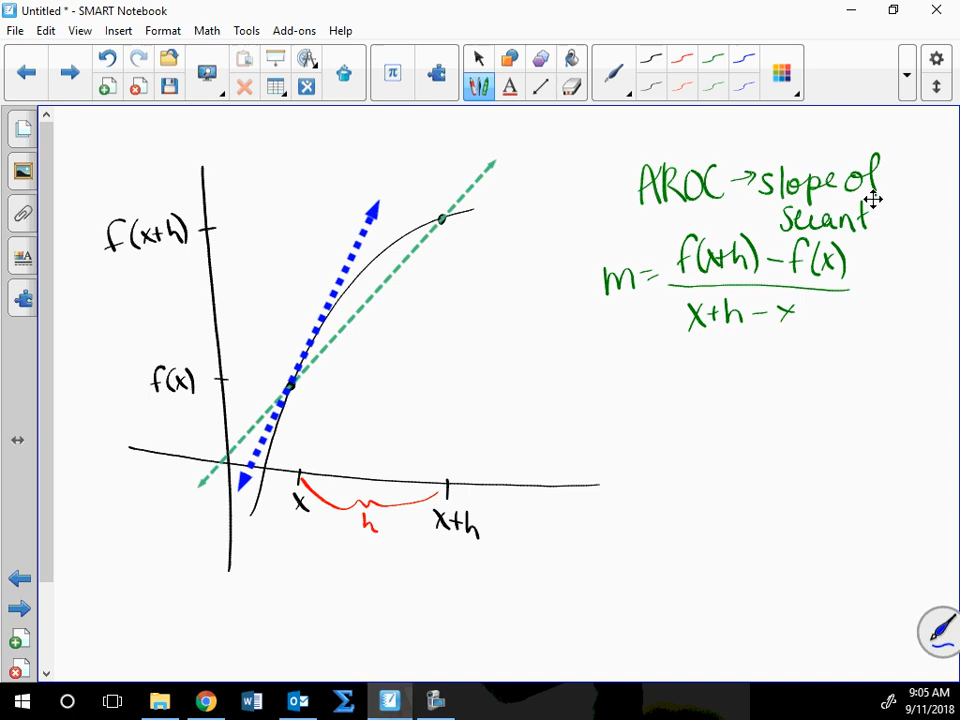 Untitled * - SMART Notebook
File Edit View Insert Format Math Tools Add-ons Help
π
AROC → slope of
secant
f(x+h)
m = f(x+h) - f(x)
x+h - x
f(x)
x
h
x+h
9:05 AM
9/11/2018